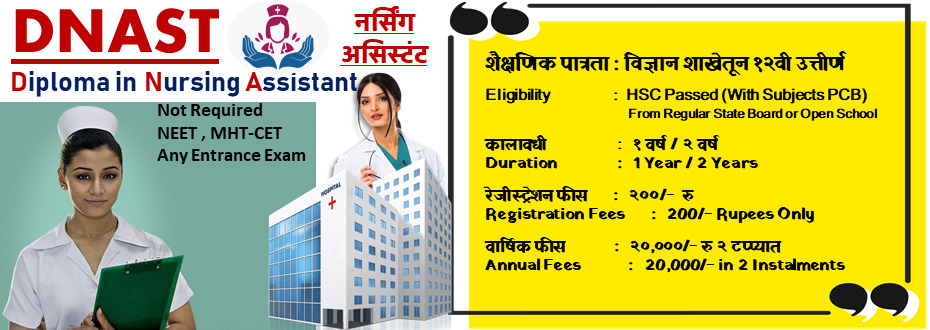 DNAST
नर्सिंग
असिस्टंट
Diploma in Nursing Assistant
Not Required
NEET , MHT-CET
Any Entrance Exam
HOSPITAL
शैक्षणिक पात्रता : विज्ञान शाखेतून १२वी उत्तीर्ण
Eligibility : HSC Passed (With Subjects PCB)
From Regular State Board or Open School
कालावधी : १ वर्ष / २ वर्ष
Duration : 1 Year / 2 Years
रेजीस्ट्रेशन फीस : २००/- रु
Registration Fees : 200/- Rupees Only
वार्षिक फीस : २०,०००/- रु २ टप्प्यात
Annual Fees : 20,000/- in 2 Instalments